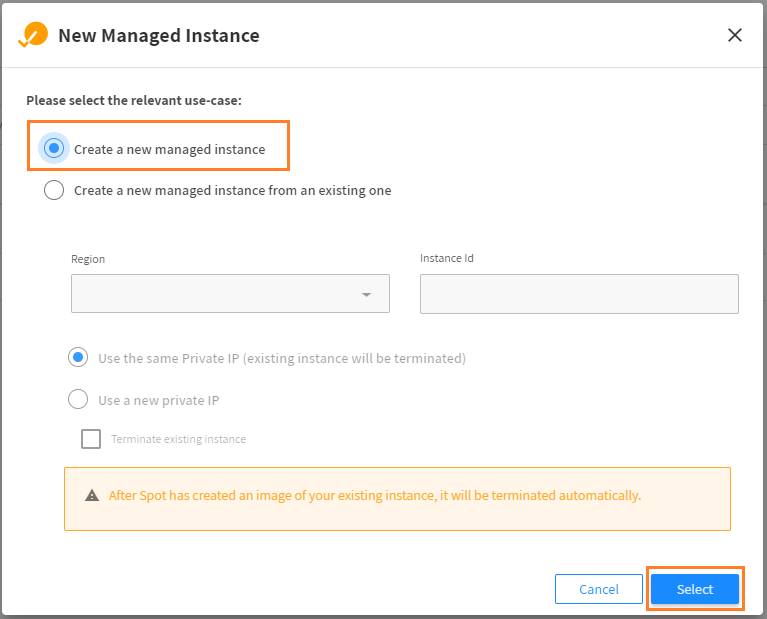 New Managed Instance
Please select the relevant use-case:
Create a new managed instance
Create a new managed instance from an existing one
Region
Instance Id
Use the same Private IP (existing instance will be terminated)
Use a new private IP
Terminate existing instance
After Spot has created an image of your existing instance, it will be terminated automatically.
Cancel
Select